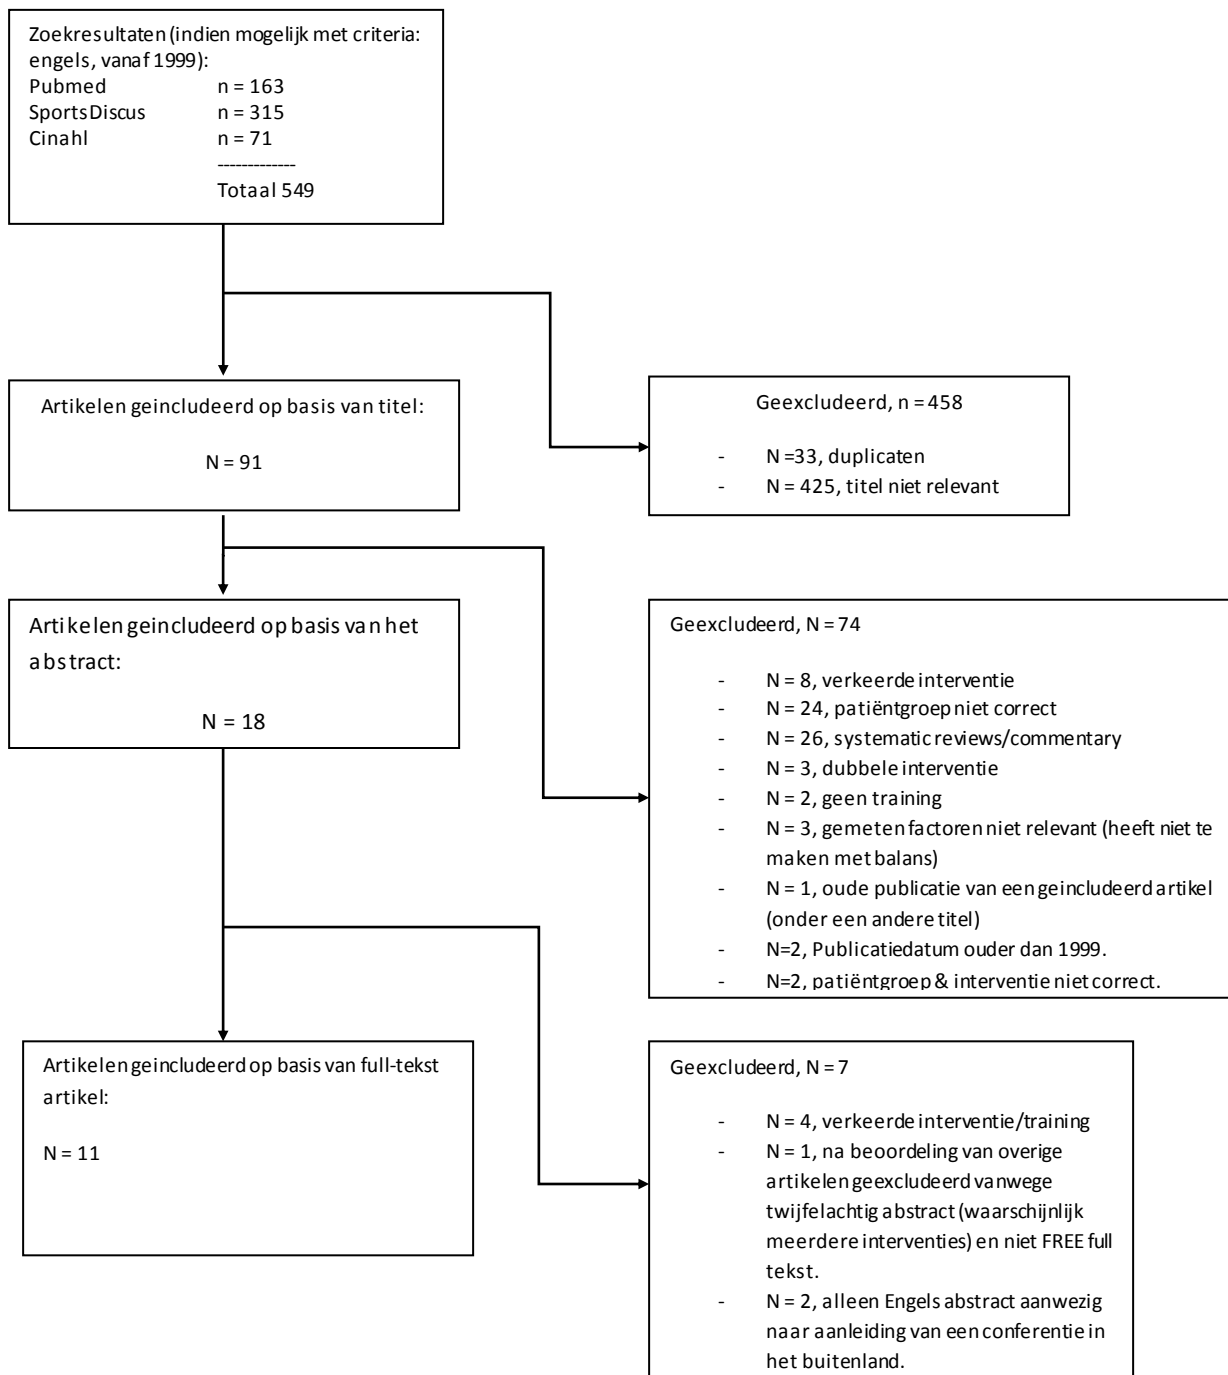 Zoekresultaten (indien mogelijk met criteria:
engels, vanaf 1999):
Pubmed n = 163
SportsDiscus n = 315
Cinahl n = 71
-------------
Totaal 549
Artikelen geincludeerd op basis van titel:
N = 91
Geexcludeerd, n = 458
- N =33, duplicaten
- N = 425, titel niet relevant
Artikelen geincludeerd op basis van het
abstract:
N = 18
Geexcludeerd, N = 74
- N = 8, verkeerde interventie
- N = 24, patiëntgroep niet correct
- N = 26, systematic reviews/commentary
- N = 3, dubbele interventie
- N = 2, geen training
- N = 3, gemeten factoren niet relevant (heeft niet te
maken met balans)
- N = 1, oude publicatie van een geincludeerd artikel
(onder een andere titel)
- N=2, Publicatiedatum ouder dan 1999.
- N=2, patiëntgroep & interventie niet correct.
Artikelen geincludeerd op basis van full-tekst
artikel:
N = 11
Geexcludeerd, N = 7
- N = 4, verkeerde interventie/training
- N = 1, na beoordeling van overige
artikelen geexcludeerd vanwege
twijfelachtig abstract (waarschijnlijk
meerdere interventies) en niet FREE full
tekst.
- N = 2, alleen Engels abstract aanwezig
naar aanleiding van een conferentie in
het buitenland.